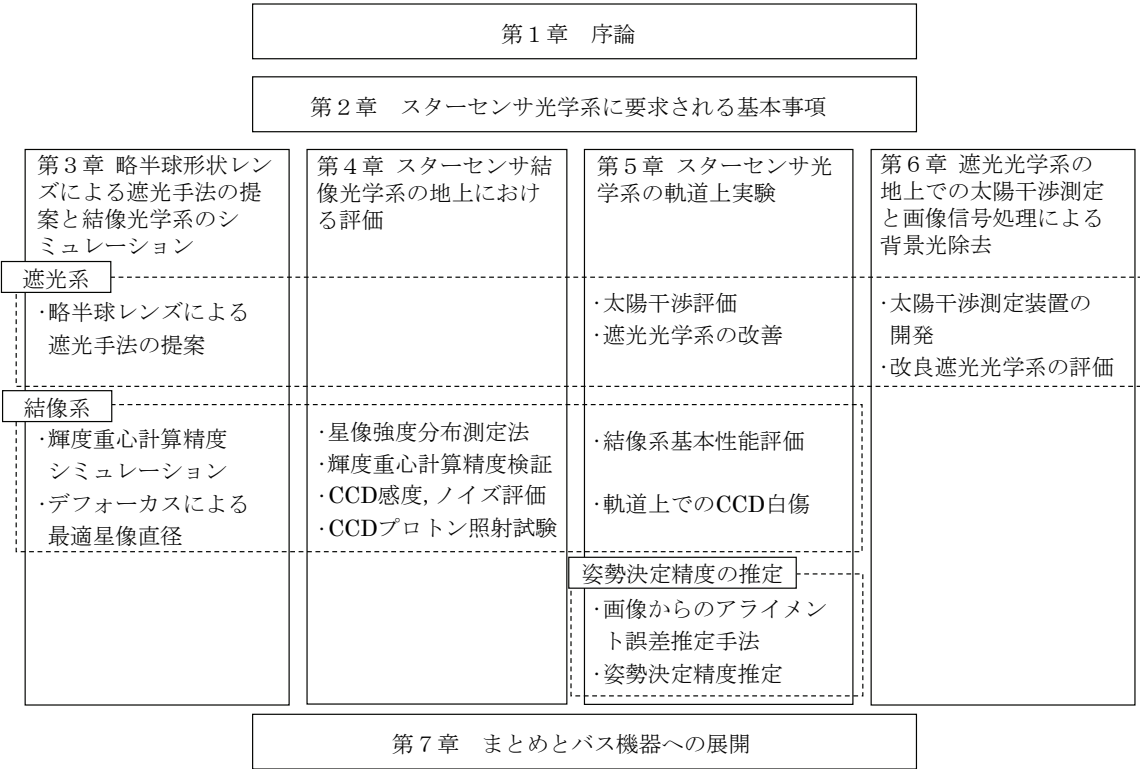 第1章 序論
第2章 スターセンサ光学系に要求される基本事項
第3章 略半球形状レン
ズによる遮光手法の提
案と結像光学系のシ
ミュレーション
第4章 スターセンサ結
像光学系の地上におけ
る評価
第5章 スターセンサ光
学系の軌道上実験
第6章 遮光光学系の
地上での太陽干渉測定
と画像信号処理による
背景光除去
遮光系
·略半球レンズによる
遮光手法の提案
·太陽干渉評価
·遮光光学系の改善
·太陽干渉測定装置の
開発
·改良遮光光学系の評価
結像系
·輝度重心計算精度
シミュレーション
·デフォーカスによる
最適星像直径
·星像強度分布測定法
·輝度重心計算精度検証
·CCD感度, ノイズ評価
·CCDプロトン照射試験
·結像系基本性能評価
·軌道上でのCCD白傷
姿勢決定精度の推定
·画像からのアライメン
ト誤差推定手法
·姿勢決定精度推定
第7章 まとめとバス機器への展開